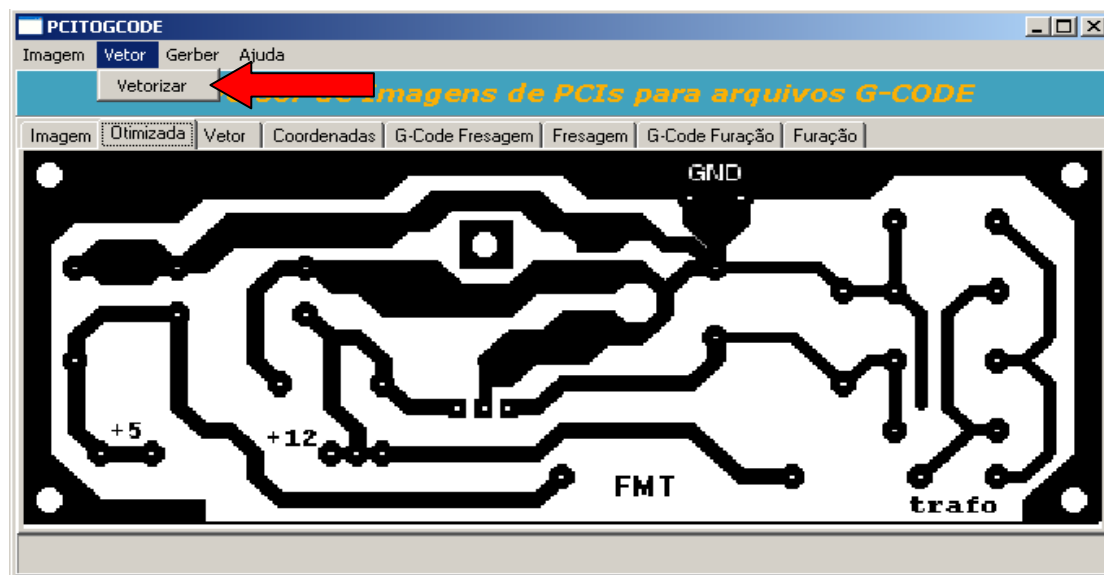 PCITOGCODE
Imagem Vetor Gerber Ajuda
Vetorizar
de Imagens de PCIs para arquivos G-CODE
Imagem Otimizada Vetor Coordenadas G-Code Fresagem Fresagem G-Code Furação Furação
GND
+5
+12
FMT
trafo